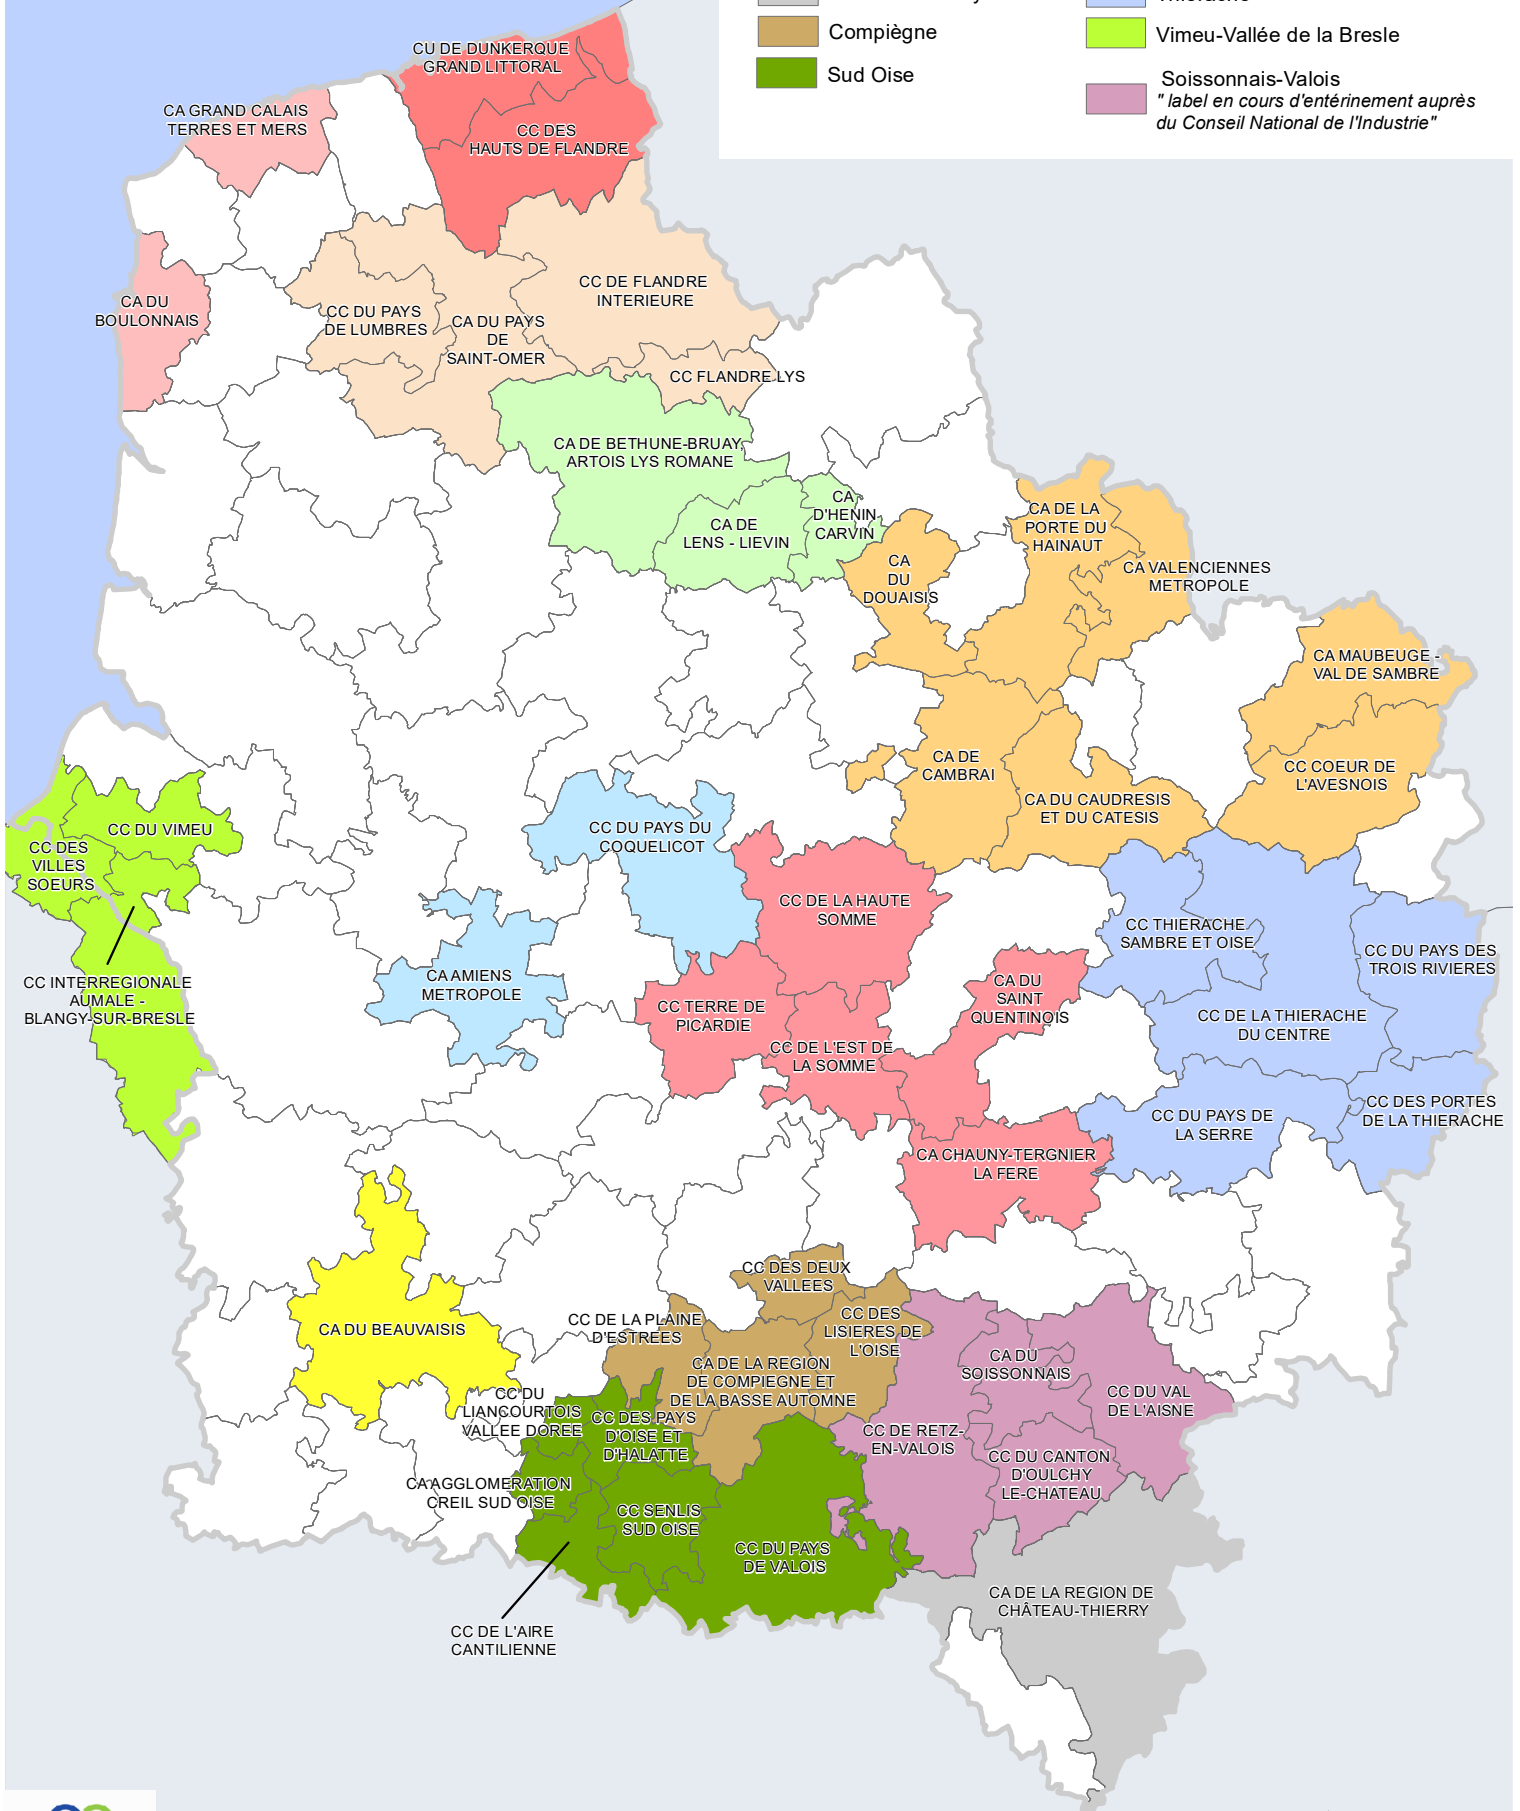 Compiègne
Sud Oise
Vimeu-Vallée de la Bresle
Soissonnais-Valois
" label en cours d'entérinement auprès
du Conseil National de l'Industrie"
CU DE DUNKERQUE
GRAND LITTORAL
CA GRAND CALAIS
TERRES ET MERS
CC DES
HAUTS DE FLANDRE
CA DU
BOULONNAIS
CC DU PAYS
DE LUMBRES
CA DU PAYS
DE
SAINT-OMER
CC DE FLANDRE
INTERIEURE
CC FLANDRE LYS
CA DE BETHUNE-BRUAY,
ARTOIS LYS ROMANE
CA DE
LENS - LIEVIN
CA
D'HENIN
CARVIN
CA
DU
DOUAISIS
CA DE LA
PORTE DU
HAINAUT
CA VALENCIENNES
METROPOLE
CA MAUBEUGE -
VAL DE SAMBRE
CC COEUR DE
L'AVESNOIS
CA DE
CAMBRAI
CA DU CAUDRESIS
ET DU CATESIS
CC DU VIMEU
CC DES
VILLES
SOEURS
CC INTERREGIONALE
AUMALE -
BLANGY-SUR-BRESLE
CC DU PAYS DU
COQUELICOT
CA AMIENS
METROPOLE
CC DE LA HAUTE
SOMME
CC TERRE DE
PICARDIE
CC DE L'EST DE
LA SOMME
CA DU
SAINT
QUENTINOIS
CC THIERACHE
SAMBRE ET OISE
CC DU PAYS DES
TROIS RIVIERES
CC DE LA THIERACHE
DU CENTRE
CC DU PAYS DE
LA SERRE
CC DES PORTES
DE LA THIERACHE
CA CHAUNY-TERGNIER
LA FERE
CA DU BEAUVAISIS
CC DES DEUX
VALLEES
CC DE LA PLAINE
D'ESTREES
CC DES
LISIERES DE
L'OISE
CA DE LA REGION
DE COMPIEGNE ET
DE LA BASSE AUTOMNE
CC DU
LIANCOURTOIS
VALLEE DOREE
CC DES PAYS
D'OISE ET
D'HALATTE
CA AGGLOMERATION
CREIL SUD OISE
CC SENLIS
SUD OISE
CC DU PAYS
DE VALOIS
CC DE L'AIRE
CANTILIENNE
CA DU
SOISSONNAIS
CC DU VAL
DE L'AISNE
CC DE RETZ-
EN-VALOIS
CC DU CANTON
D'OULCHY
LE-CHATEAU
CA DE LA REGION DE
CHÂTEAU-THIERRY